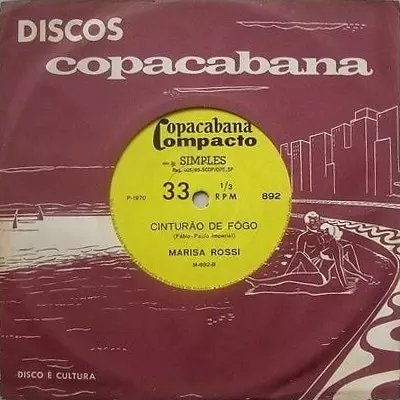 DISCOS
copacabana
Copacabana
Compacto
SIMPLES
P-1970
33 1/3 RPM
892
CINTURÃO DE FÔGO
(Fábio - Paulo Imperial)
MARISA ROSSI
M-892-B
DISCO E CULTURA